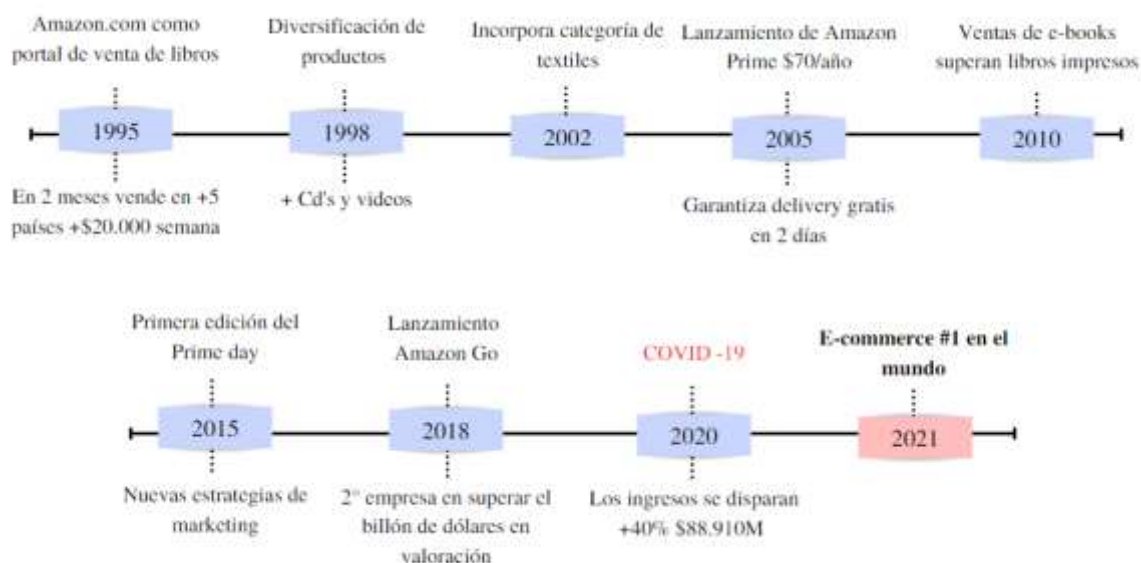 Amazon.com como
portal de venta de libros
1995
En 2 meses vende en +5
países +$20.000 semana
Diversificación de
productos
1998
+ Cd's y videos
Incorpora categoría de
textiles
2002
Lanzamiento de Amazon
Prime $70/año
2005
Garantiza delivery gratis
en 2 días
Ventas de e-books
superan libros impresos
2010
Primera edición del
Prime day
2015
Nuevas estrategias de
marketing
Lanzamiento
Amazon Go
2018
2° empresa en superar el
billón de dólares en
valoración
COVID -19
2020
Los ingresos se disparan
+40% $88.910M
E-commerce #1 en el
mundo
2021